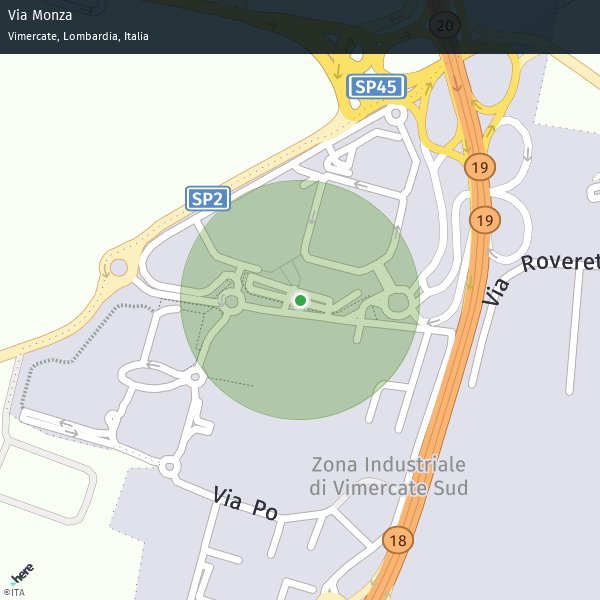 Via Monza
Vimercate, Lombardia, Italia
20
SP45
19
SP2
19
Via Roveret
Zona Industriale
di Vimercate Sud
Via Po
18
here
©ITA